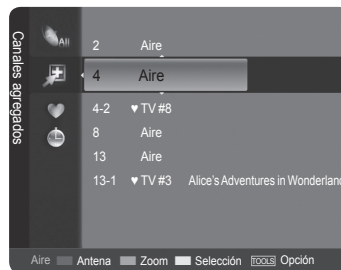 Canales agregados
All
2 Aire
4 Aire
4-2 ♥ TV #8
8 Aire
13 Aire
13-1 ♥ TV #3 Alice's Adventures in Wonderland
Aire Antena Zoom Selección TOOLS Opción